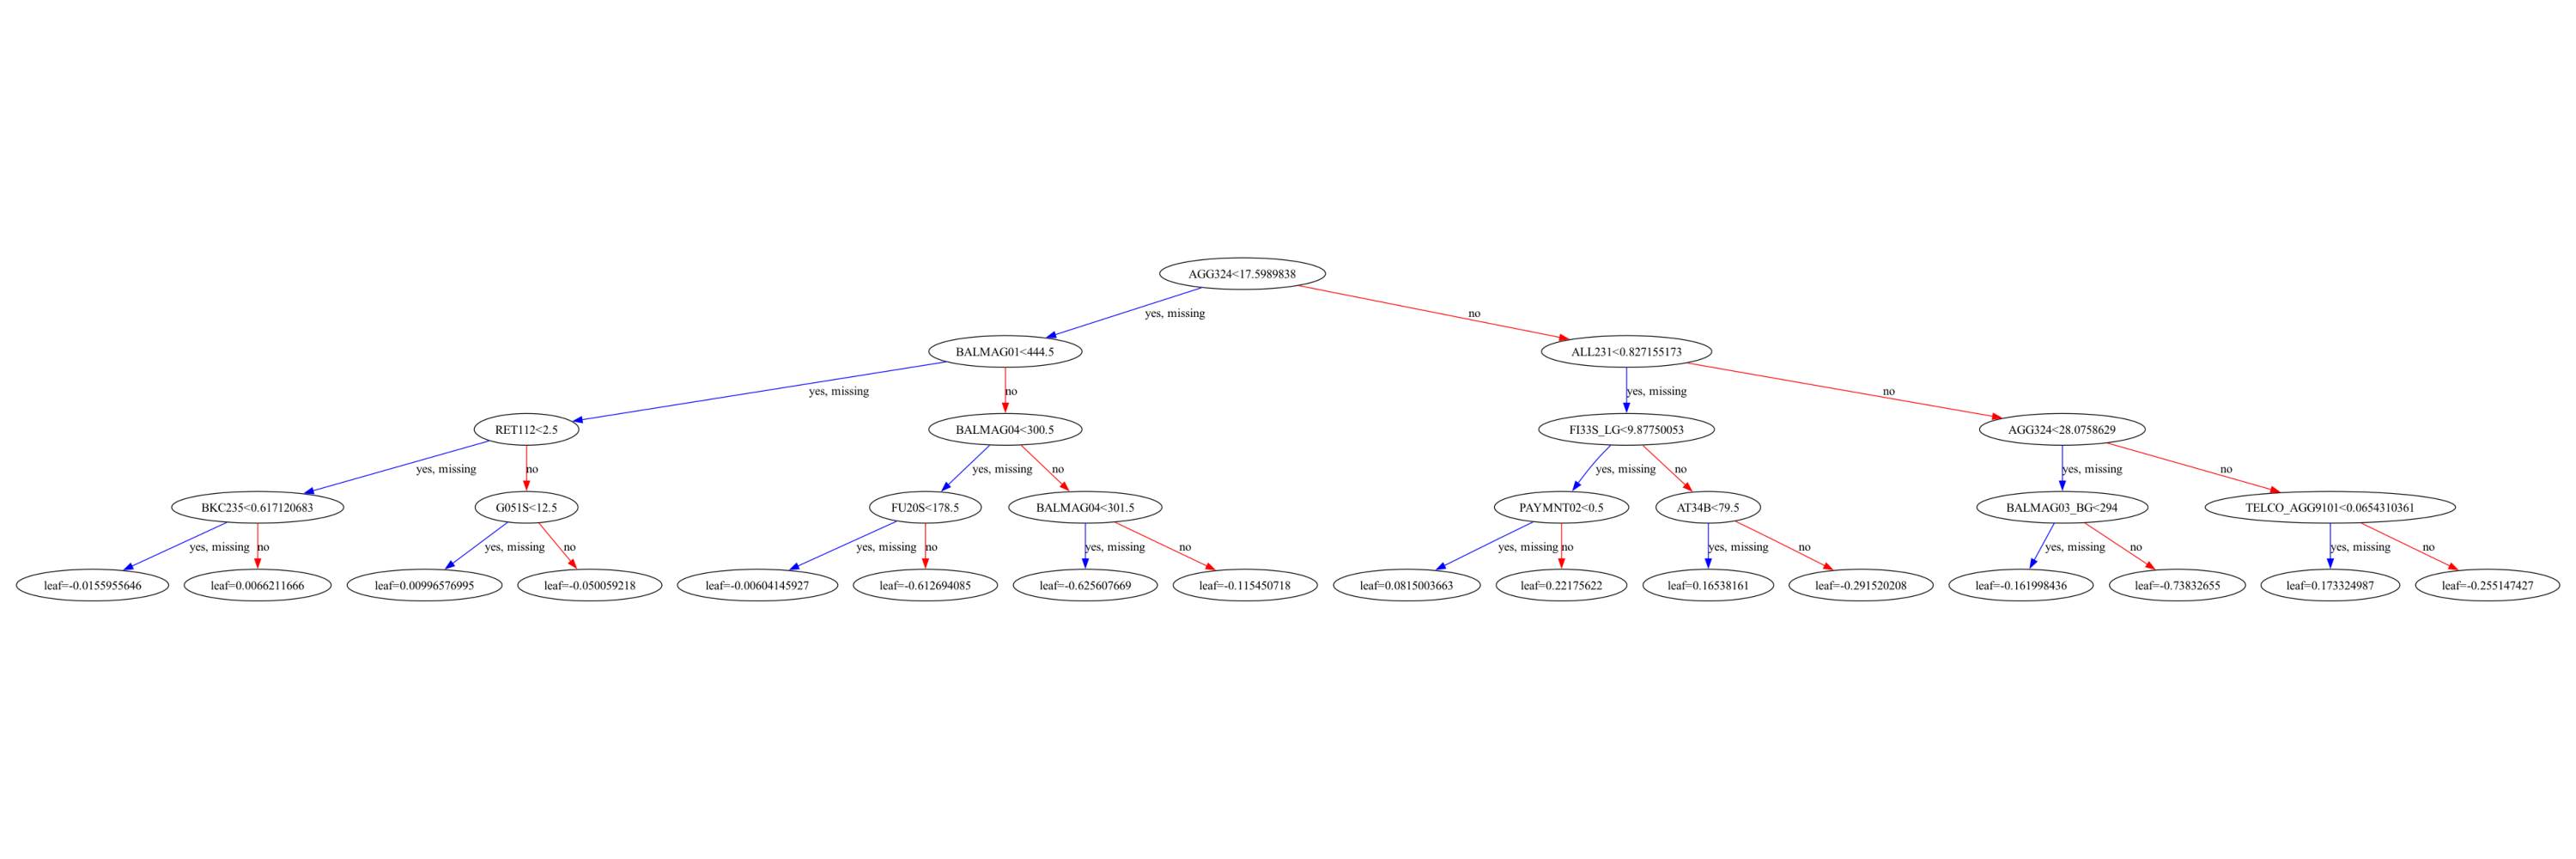 AGG324<17.5989838
yes, missing
no
BALMAG01<444.5
ALL231<0.827155173
yes, missing
no
yes, missing
no
RET112<2.5
BALMAG04<300.5
FI33S_LG<9.87750053
AGG324<28.0758629
yes, missing
no
yes, missing
no
yes, missing
no
yes, missing
no
BKC235<0.617120683
G051S<12.5
FU20S<178.5
BALMAG04<301.5
PAYMNT02<0.5
AT34B<79.5
BALMAG03_BG<294
TELCO_AGG9101<0.0654310361
yes, missing
no
yes, missing
no
yes, missing
no
yes, missing
no
yes, missing
no
yes, missing
no
yes, missing
no
yes, missing
no
leaf=-0.0155955646
leaf=0.0066211666
leaf=0.00996576995
leaf=-0.050059218
leaf=-0.00604145927
leaf=-0.612694085
leaf=-0.625607669
leaf=-0.115450718
leaf=0.0815003663
leaf=0.22175622
leaf=0.16538161
leaf=-0.291520208
leaf=-0.161998436
leaf=-0.73832655
leaf=0.173324987
leaf=-0.255147427